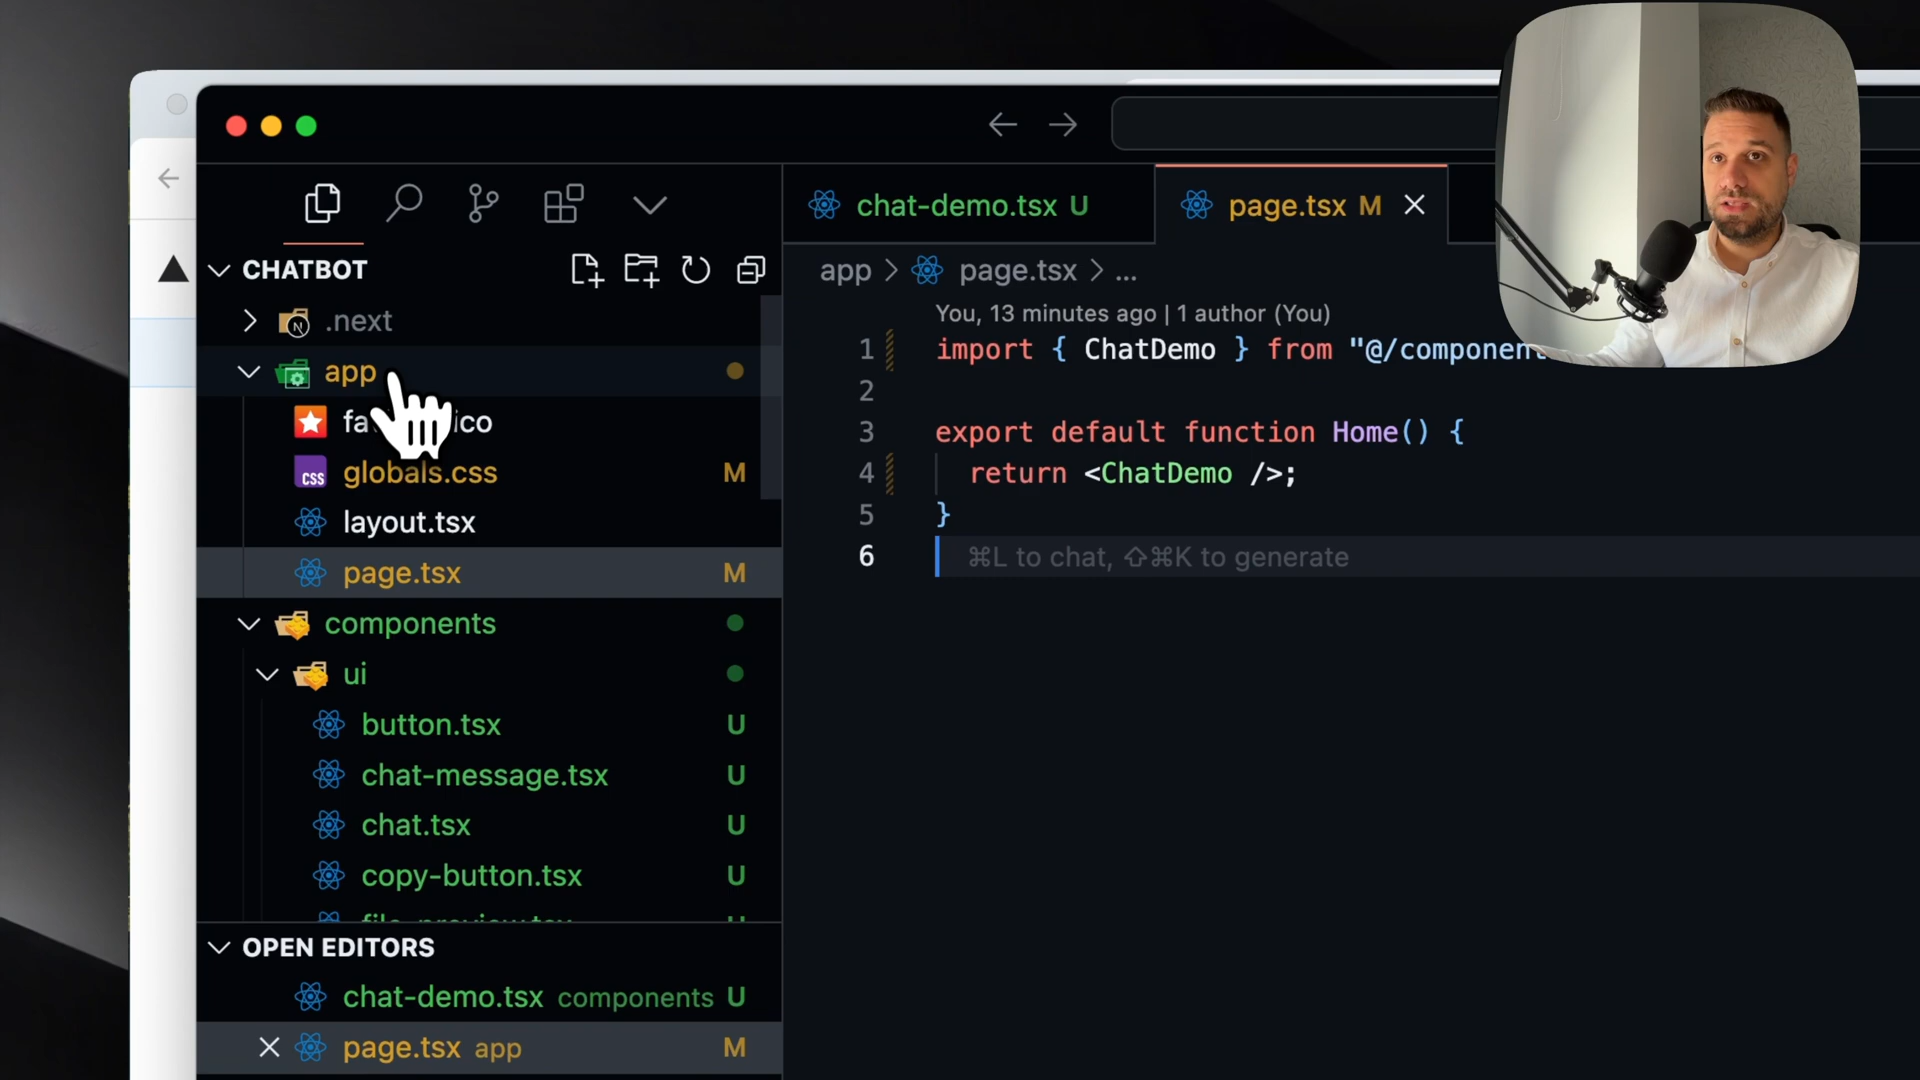 chat-demo.tsx U
page.tsx M
CHATBOT
app > page.tsx > ...
.next
You, 13 minutes ago | 1 author (You)
1 import { ChatDemo } from "@/component
app
2
ico
3 export default function Home() {
globals.css M
4 return <ChatDemo />;
layout.tsx
5 }
page.tsx M
6 ⌘L to chat, ⇧⌘K to generate
components
ui
button.tsx U
chat-message.tsx U
chat.tsx U
copy-button.tsx U
OPEN EDITORS
chat-demo.tsx components U
page.tsx app M